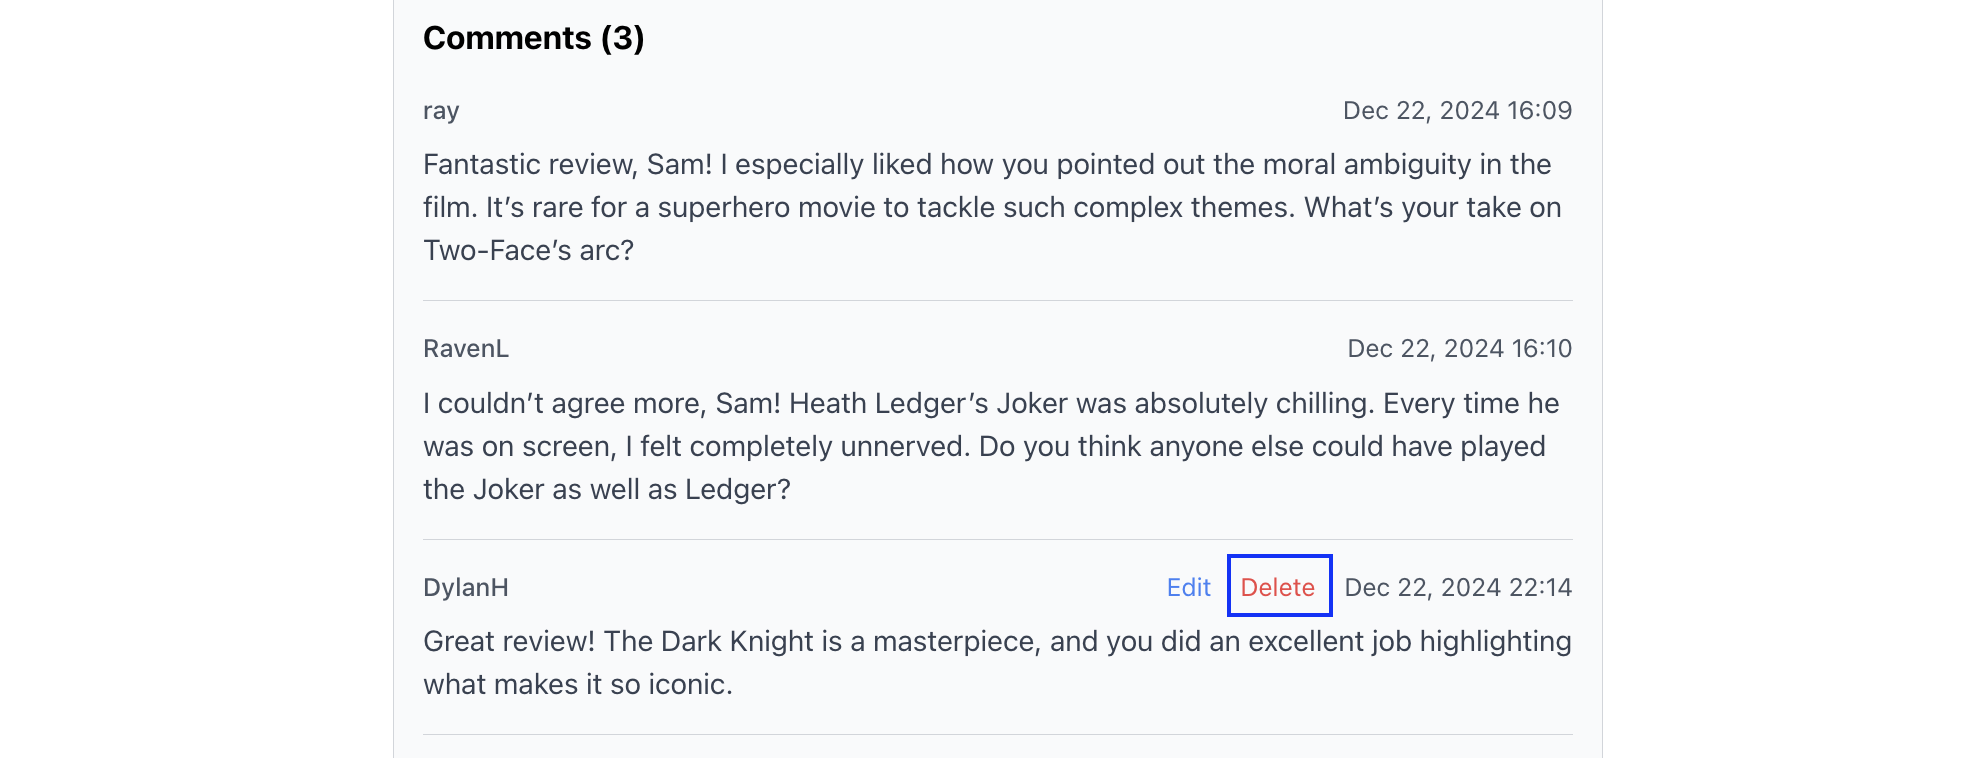 Comments (3)
ray Dec 22, 2024 16:09
Fantastic review, Sam! I especially liked how you pointed out the moral ambiguity in the
film. It’s rare for a superhero movie to tackle such complex themes. What’s your take on
Two-Face’s arc?
RavenL Dec 22, 2024 16:10
I couldn’t agree more, Sam! Heath Ledger’s Joker was absolutely chilling. Every time he
was on screen, I felt completely unnerved. Do you think anyone else could have played
the Joker as well as Ledger?
DylanH Edit Delete Dec 22, 2024 22:14
Great review! The Dark Knight is a masterpiece, and you did an excellent job highlighting
what makes it so iconic.